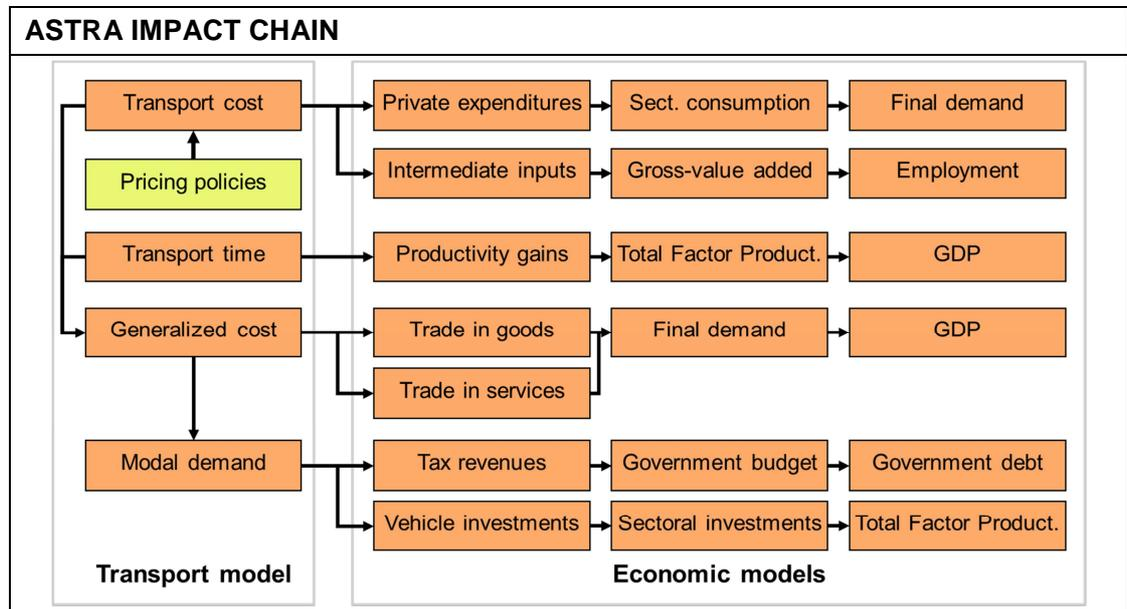 ASTRA IMPACT CHAIN
Transport cost
Private expenditures
Sect. consumption
Final demand
Pricing policies
Intermediate inputs
Gross-value added
Employment
Transport time
Productivity gains
Total Factor Product.
GDP
Generalized cost
Trade in goods
Final demand
GDP
Trade in services
Modal demand
Tax revenues
Government budget
Government debt
Vehicle investments
Sectoral investments
Total Factor Product.
Transport model
Economic models